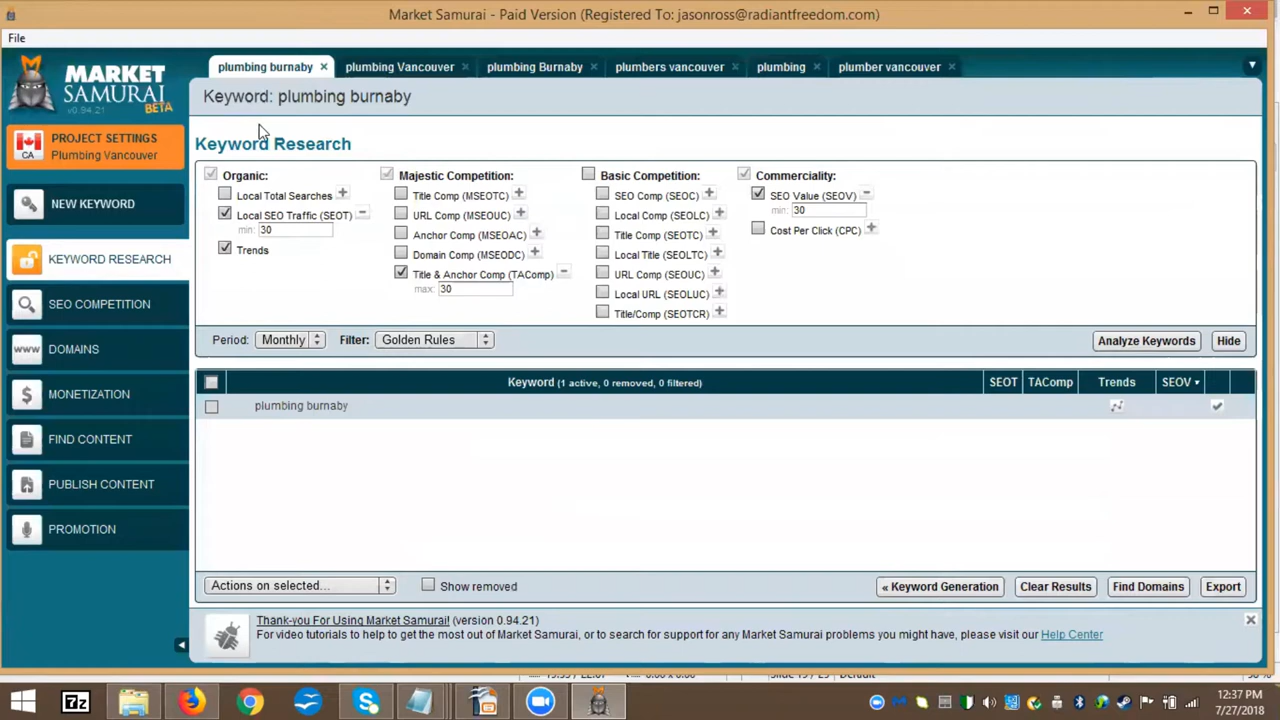 Market Samurai - Paid Version (Registered To: jasonross@radiantfreedom.com)
File
MARKET SAMURAI
v0.94.21 BETA
plumbing burnaby
plumbing Vancouver
plumbing Burnaby
plumbers vancouver
plumbing
plumber vancouver
Keyword: plumbing burnaby
CA
PROJECT SETTINGS
Plumbing Vancouver
NEW KEYWORD
KEYWORD RESEARCH
SEO COMPETITION
www DOMAINS
$ MONETIZATION
FIND CONTENT
PUBLISH CONTENT
PROMOTION
Keyword Research
Organic:
Local Total Searches
Local SEO Traffic (SEOT)
min: 30
Trends
Majestic Competition:
Title Comp (MSEOTC)
URL Comp (MSEOUC)
Anchor Comp (MSEOAC)
Domain Comp (MSEODC)
Title & Anchor Comp (TAComp)
max: 30
Basic Competition:
SEO Comp (SEOC)
Local Comp (SEOLC)
Title Comp (SEOTC)
Local Title (SEOLTC)
URL Comp (SEOUC)
Local URL (SEOLUC)
Title/Comp (SEOTCR)
Commerciality:
SEO Value (SEOV)
min: 30
Cost Per Click (CPC)
Period: Monthly Filter: Golden Rules Analyze Keywords Hide
Keyword (1 active, 0 removed, 0 filtered) SEOT TAComp Trends SEOV
plumbing burnaby
Actions on selected... Show removed « Keyword Generation Clear Results Find Domains Export
Thank-you For Using Market Samurai! (version 0.94.21)
For video tutorials to help to get the most out of Market Samurai, or to search for support for any Market Samurai problems you might have, please visit our Help Center
7z
12:37 PM
7/27/2018